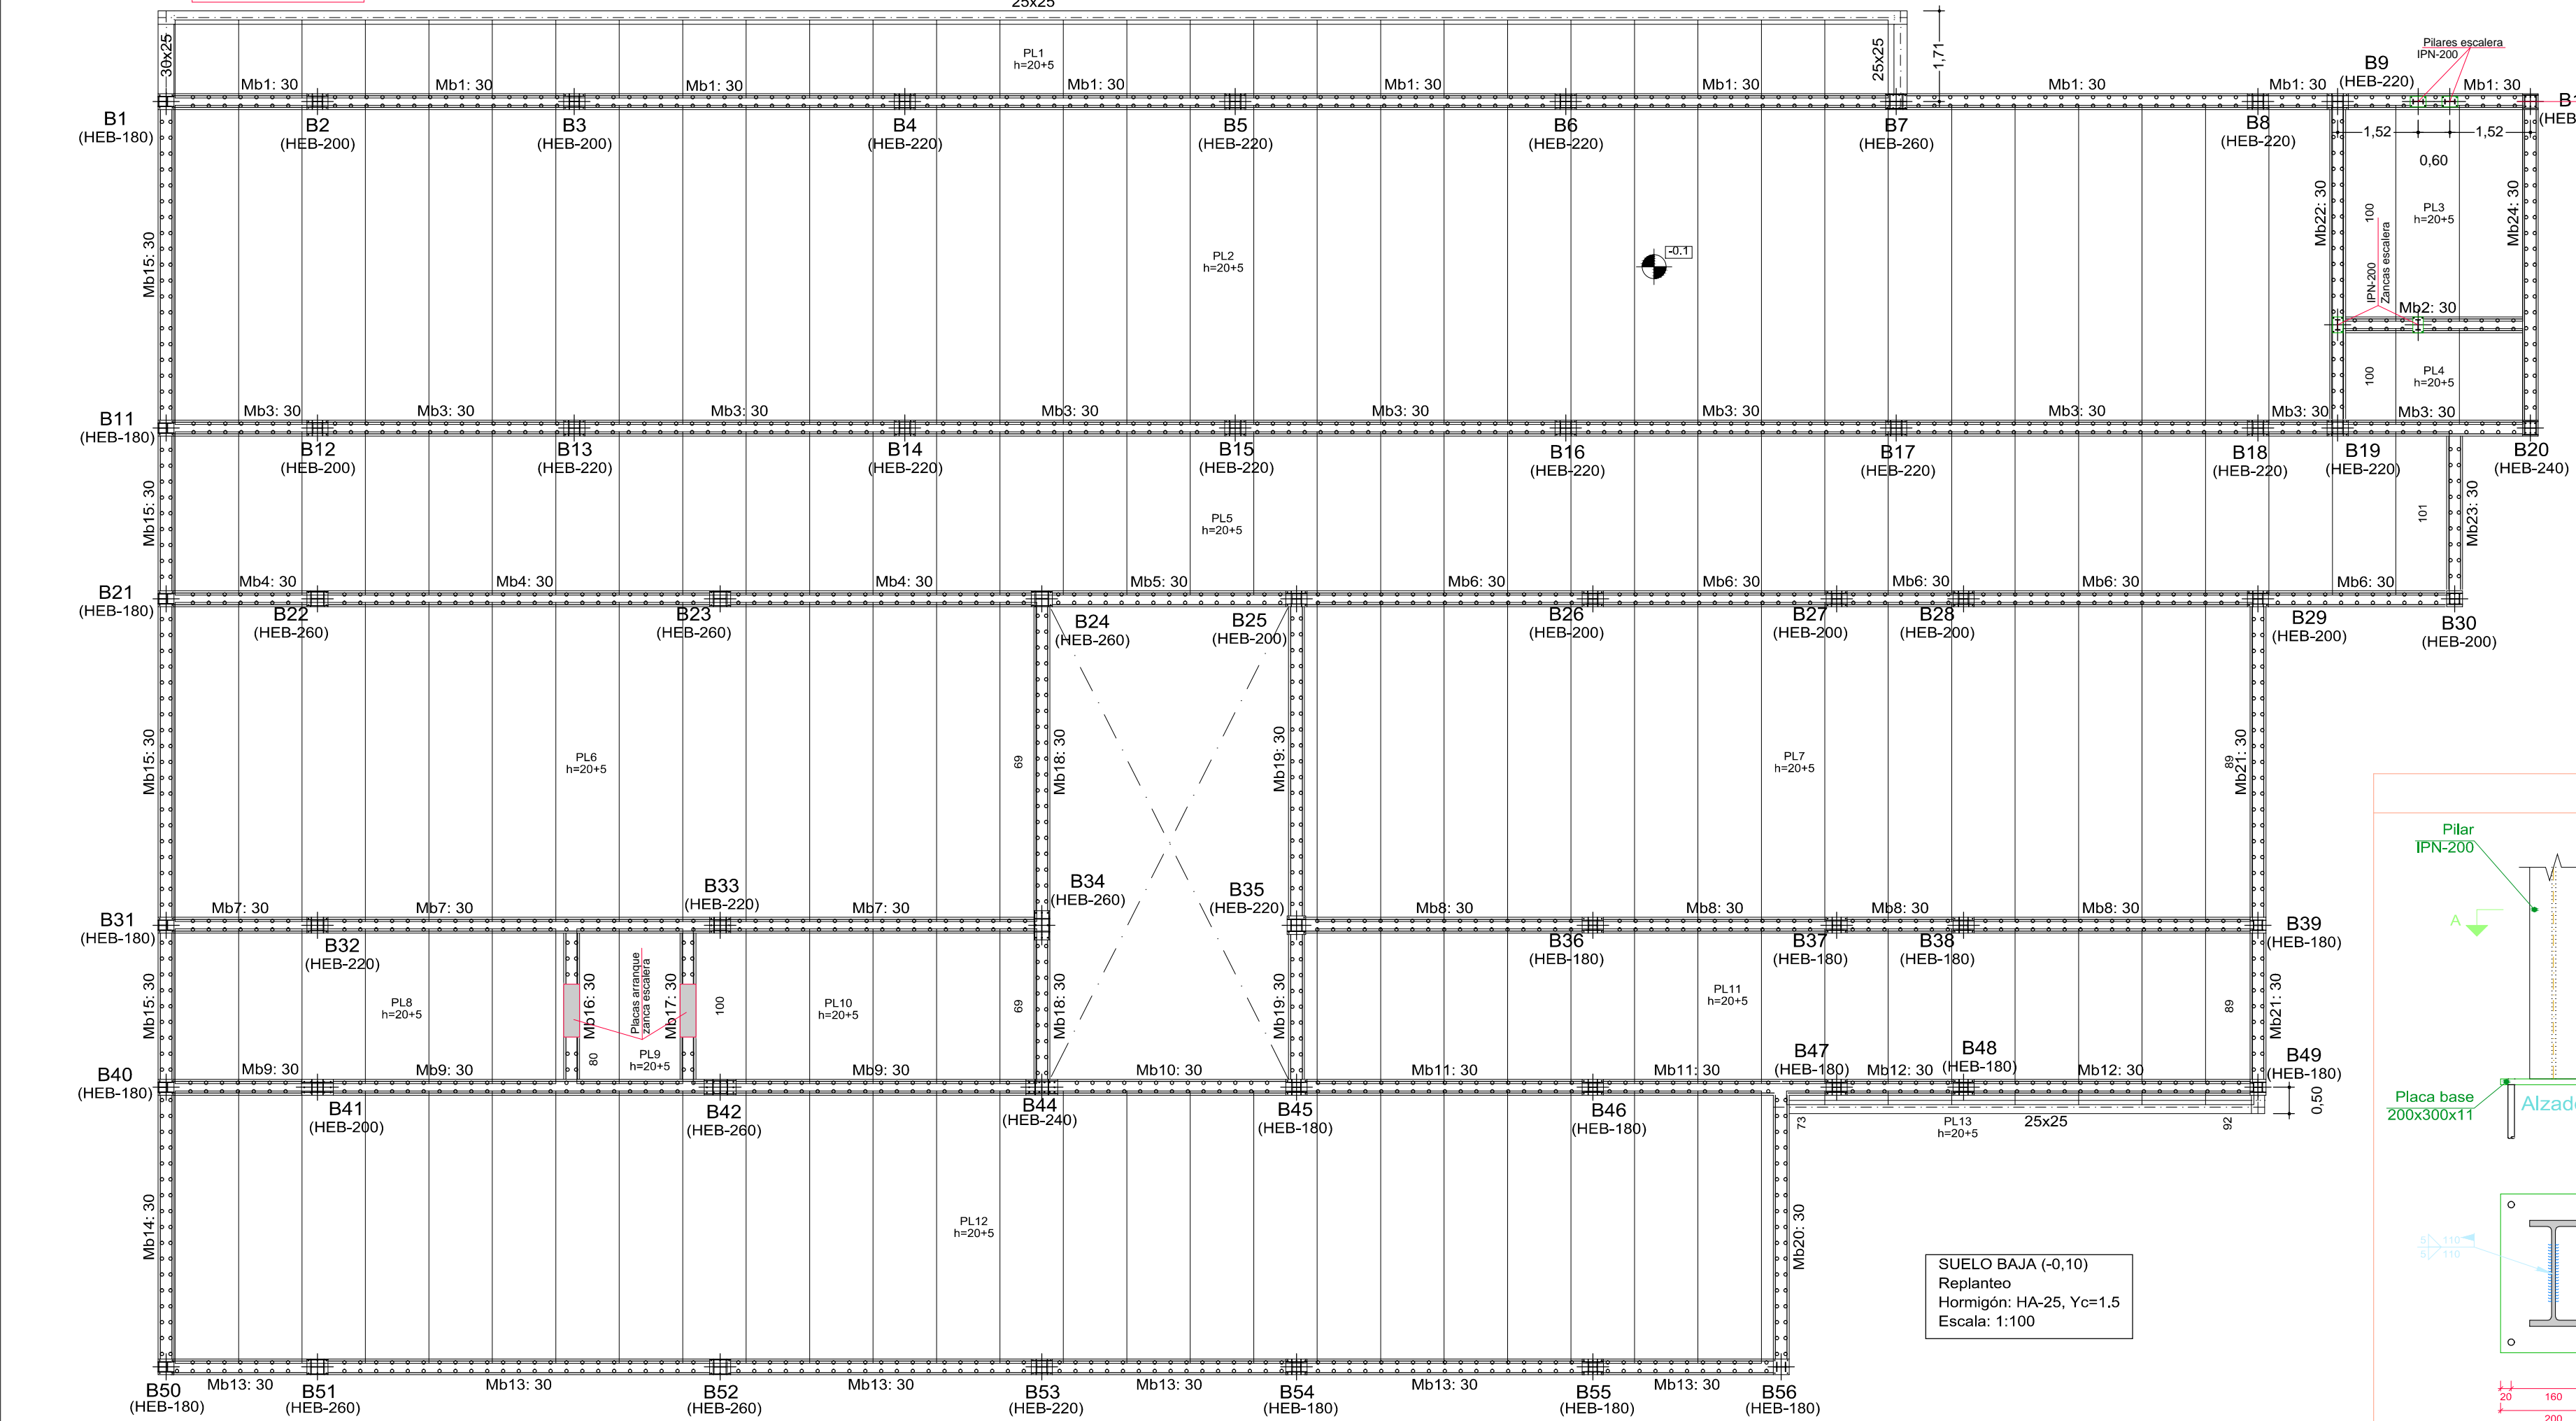 25x25
30x25
PL1
h=20+5
25x25
1,71
Pilares escalera
IPN-200
Mb1: 30
Mb1: 30
Mb1: 30
Mb1: 30
Mb1: 30
Mb1: 30
Mb1: 30
Mb1: 30
B9
(HEB-220)
Mb1: 30
B1
(HEB-180)
B2
(HEB-200)
B3
(HEB-200)
B4
(HEB-220)
B5
(HEB-220)
B6
(HEB-220)
B7
(HEB-260)
B8
(HEB-220)
1,52
0,60
1,52
Mb15: 30
PL2
h=20+5
-0.1
Mb22: 30
100
IPN-200
Zancas escalera
PL3
h=20+5
Mb24: 30
Mb2: 30
100
PL4
h=20+5
B11
(HEB-180)
Mb3: 30
Mb3: 30
Mb3: 30
Mb3: 30
Mb3: 30
Mb3: 30
Mb3: 30
Mb3: 30
Mb3: 30
B12
(HEB-200)
B13
(HEB-220)
B14
(HEB-220)
B15
(HEB-220)
B16
(HEB-220)
B17
(HEB-220)
B18
(HEB-220)
B19
(HEB-220)
B20
(HEB-240)
Mb15: 30
PL5
h=20+5
101
Mb23: 30
B21
(HEB-180)
Mb4: 30
Mb4: 30
Mb4: 30
Mb5: 30
Mb6: 30
Mb6: 30
Mb6: 30
Mb6: 30
Mb6: 30
B22
(HEB-260)
B23
(HEB-260)
B24
(HEB-260)
B25
(HEB-200)
B26
(HEB-200)
B27
(HEB-200)
B28
(HEB-200)
B29
(HEB-200)
B30
(HEB-200)
Mb15: 30
PL6
h=20+5
69
Mb18: 30
Mb19: 30
PL7
h=20+5
89
Mb21: 30
B31
(HEB-180)
Mb7: 30
Mb7: 30
B33
(HEB-220)
Mb7: 30
B34
(HEB-260)
B35
(HEB-220)
Mb8: 30
Mb8: 30
Mb8: 30
Mb8: 30
B32
(HEB-220)
B36
(HEB-180)
B37
(HEB-180)
B38
(HEB-180)
B39
(HEB-180)
Mb15: 30
PL8
h=20+5
Mb16: 30
Placas arranque
zanca escalera
Mb17: 30
100
PL10
h=20+5
69
Mb18: 30
Mb19: 30
PL11
h=20+5
89
Mb21: 30
80
PL9
h=20+5
B40
(HEB-180)
Mb9: 30
Mb9: 30
Mb9: 30
Mb10: 30
Mb11: 30
Mb11: 30
B47
(HEB-180)
Mb12: 30
B48
(HEB-180)
Mb12: 30
B49
(HEB-180)
0,50
B41
(HEB-200)
B42
(HEB-260)
B44
(HEB-240)
B45
(HEB-180)
B46
(HEB-180)
73
PL13
h=20+5
25x25
92
Mb14: 30
PL12
h=20+5
Mb20: 30
B50
(HEB-180)
Mb13: 30
B51
(HEB-260)
Mb13: 30
B52
(HEB-260)
Mb13: 30
B53
(HEB-220)
Mb13: 30
B54
(HEB-180)
Mb13: 30
B55
(HEB-180)
Mb13: 30
B56
(HEB-180)
SUELO BAJA (-0,10)
Replanteo
Hormigón: HA-25, Yc=1.5
Escala: 1:100
Pilar
IPN-200
A
Placa base
200x300x11
5
110
5
110
20
160
200